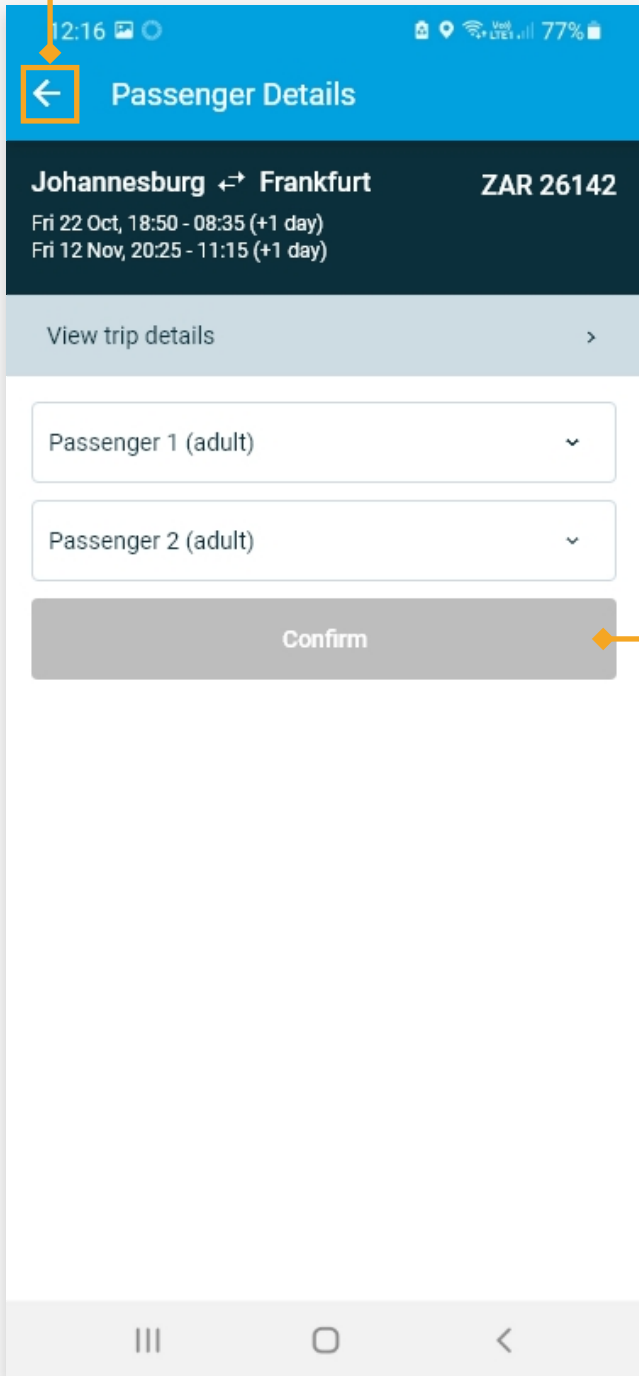 12:16 77%
Passenger Details
Johannesburg Frankfurt ZAR 26142
Fri 22 Oct, 18:50 - 08:35 (+1 day)
Fri 12 Nov, 20:25 - 11:15 (+1 day)
View trip details
Passenger 1 (adult)
Passenger 2 (adult)
Confirm